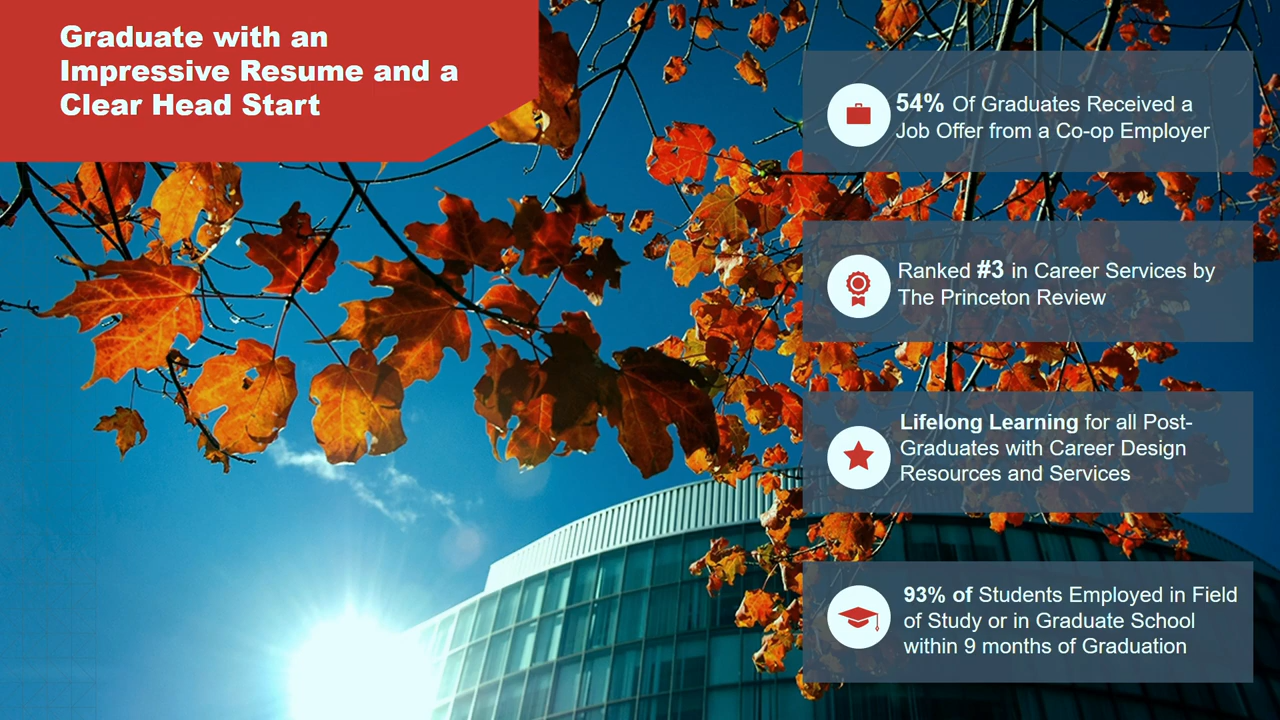 Graduate with an
Impressive Resume and a
Clear Head Start
54% Of Graduates Received a
Job Offer from a Co-op Employer
Ranked #3 in Career Services by
The Princeton Review
Lifelong Learning for all Post-
Graduates with Career Design
Resources and Services
93% of Students Employed in Field
of Study or in Graduate School
within 9 months of Graduation